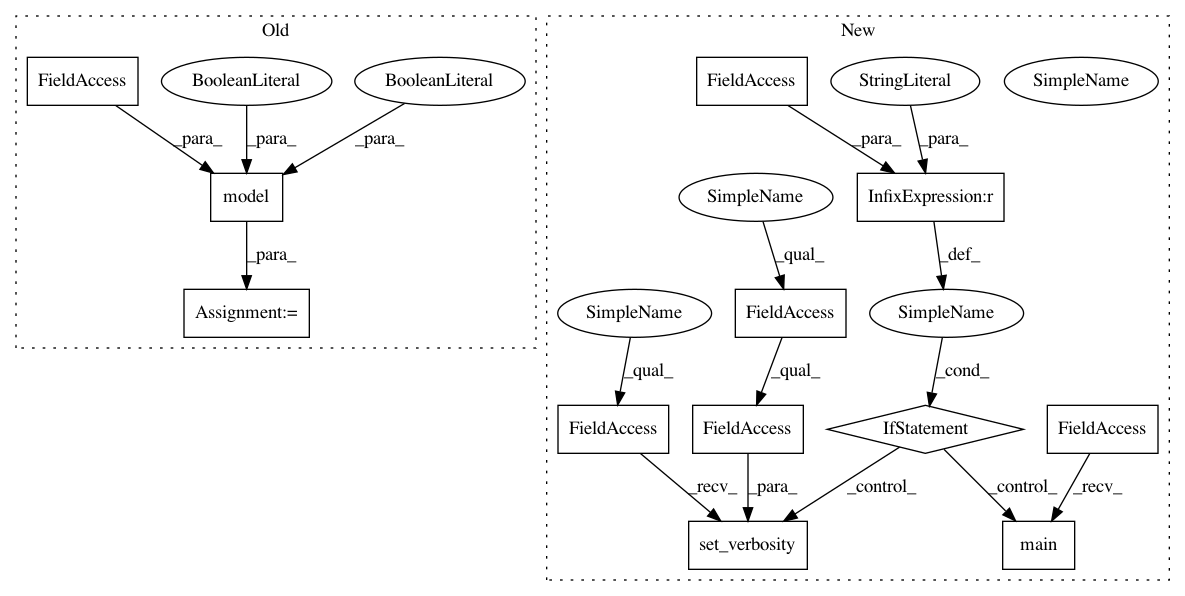 Old
New
FieldAccess
BooleanLiteral
BooleanLiteral
FieldAccess
StringLiteral
SimpleName
_para_
_para_
_para_
_para_
_para_
model
SimpleName
InfixExpression:r
_para_
_qual_
_def_
Assignment:=
SimpleName
FieldAccess
SimpleName
_qual_
_qual_
_cond_
FieldAccess
FieldAccess
IfStatement
FieldAccess
_recv_
_para_
_control_
_control_
_recv_
set_verbosity
main